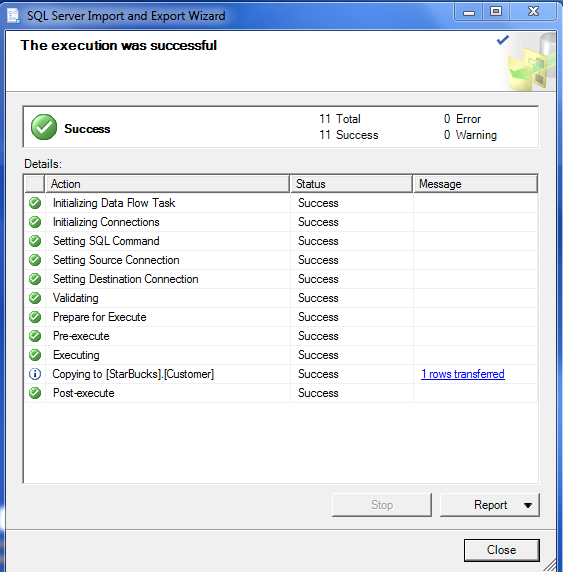 SQL Server Import and Export Wizard
The execution was successful
Success
11 Total 0 Error
11 Success 0 Warning
Details:
Action Status Message
Initializing Data Flow Task Success
Initializing Connections Success
Setting SQL Command Success
Setting Source Connection Success
Setting Destination Connection Success
Validating Success
Prepare for Execute Success
Pre-execute Success
Executing Success
Copying to [StarBucks].[Customer] Success 1 rows transferred
Post-execute Success
Stop Report
Close